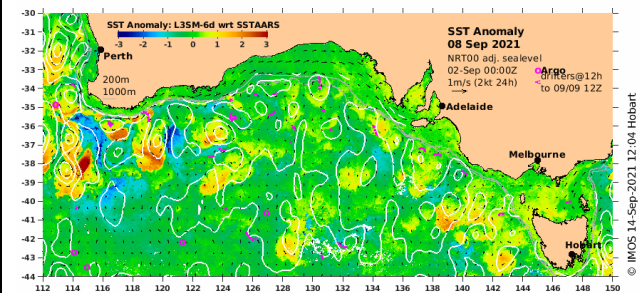 SST Anomaly: L3SM-6d wrt SSTAARS
-3 -2 -1 0 1 2 3
Perth
200m
1000m
SST Anomaly
08 Sep 2021
NRT00 adj. sealevel
02-Sep 00:00Z
1m/s (2kt 24h)
Argo
drifters@12h
to 09/09 12Z
Adelaide
Melbourne
Hobart
-30
-31
-32
-33
-34
-35
-36
-37
-38
-39
-40
-41
-42
-43
-44
112 114 116 118 120 122 124 126 128 130 132 134 136 138 140 142 144 146 148 150
© IMOS 14-Sep-2021 12:04 Hobart